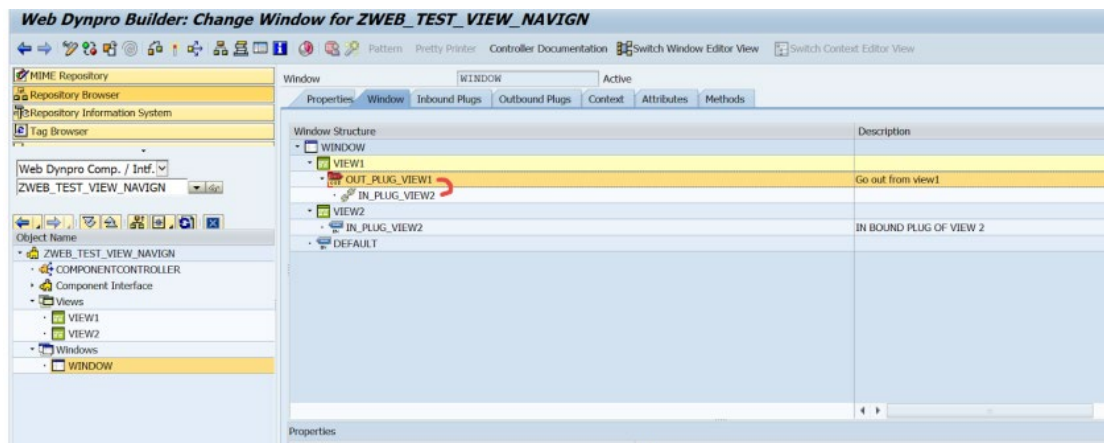 Web Dynpro Builder: Change Window for ZWEB_TEST_VIEW_NAVIGN
Pattern Pretty Printer Controller Documentation Switch Window Editor View Switch Context Editor View
MIME Repository
Repository Browser
Repository Information System
Tag Browser
Web Dynpro Comp. / Intf.
ZWEB_TEST_VIEW_NAVIGN
Object Name
ZWEB_TEST_VIEW_NAVIGN
COMPONENTCONTROLLER
Component Interface
Views
VIEW1
VIEW2
Windows
WINDOW
Window WINDOW Active
Properties Window Inbound Plugs Outbound Plugs Context Attributes Methods
Window Structure Description
WINDOW
VIEW1
OUT_PLUG_VIEW1 Go out from view1
IN_PLUG_VIEW2
VIEW2
IN_PLUG_VIEW2 IN BOUND PLUG OF VIEW 2
DEFAULT
Properties